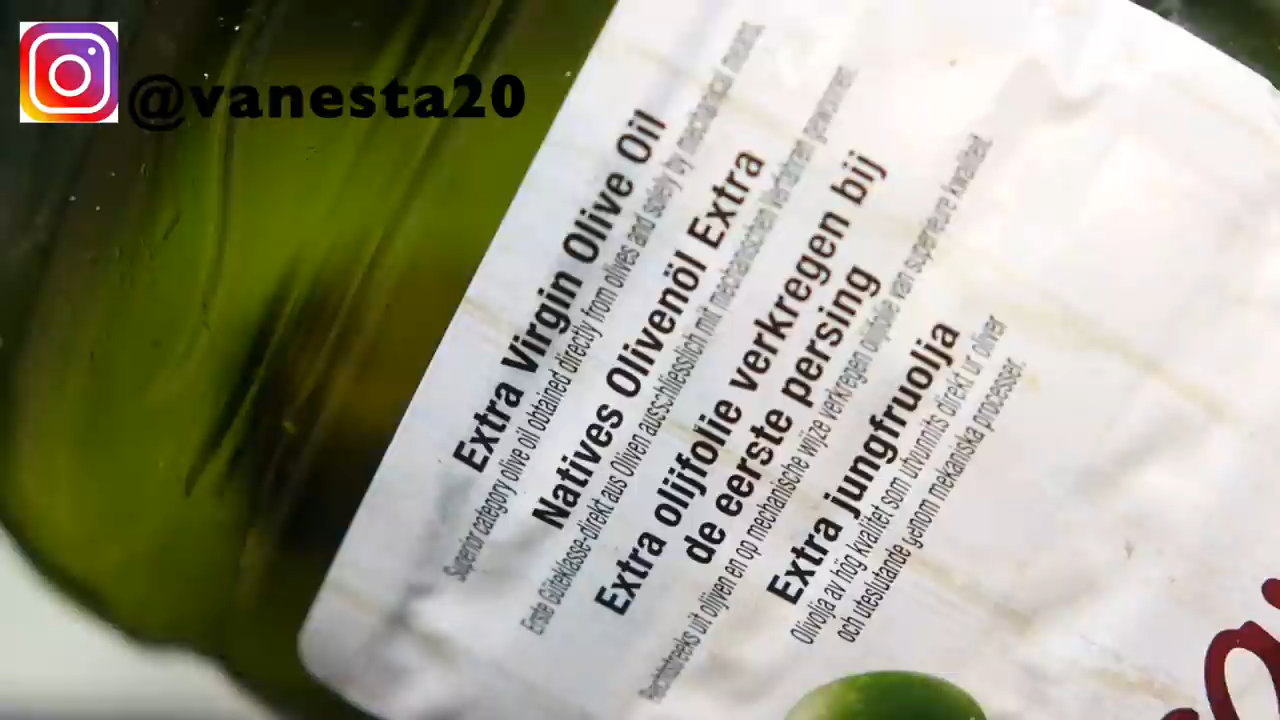 @vanesta20
Extra Virgin Olive Oil
Superior category olive oil obtained directly from olives and solely by mechanical means.
Natives Olivenöl Extra
Erste Güteklasse-direkt aus Oliven ausschliesslich mit mechanischen Verfahren gewonnen.
Extra olijfolie verkregen bij
de eerste persing
Rechtstreeks uit olijven en op mechanische wijze verkregen olijfolie van superieure kwaliteit.
Extra jungfruolja
Olivolja av hög kvalitet som utvunnits direkt ur oliver
och uteslutande genom mekaniska processer.